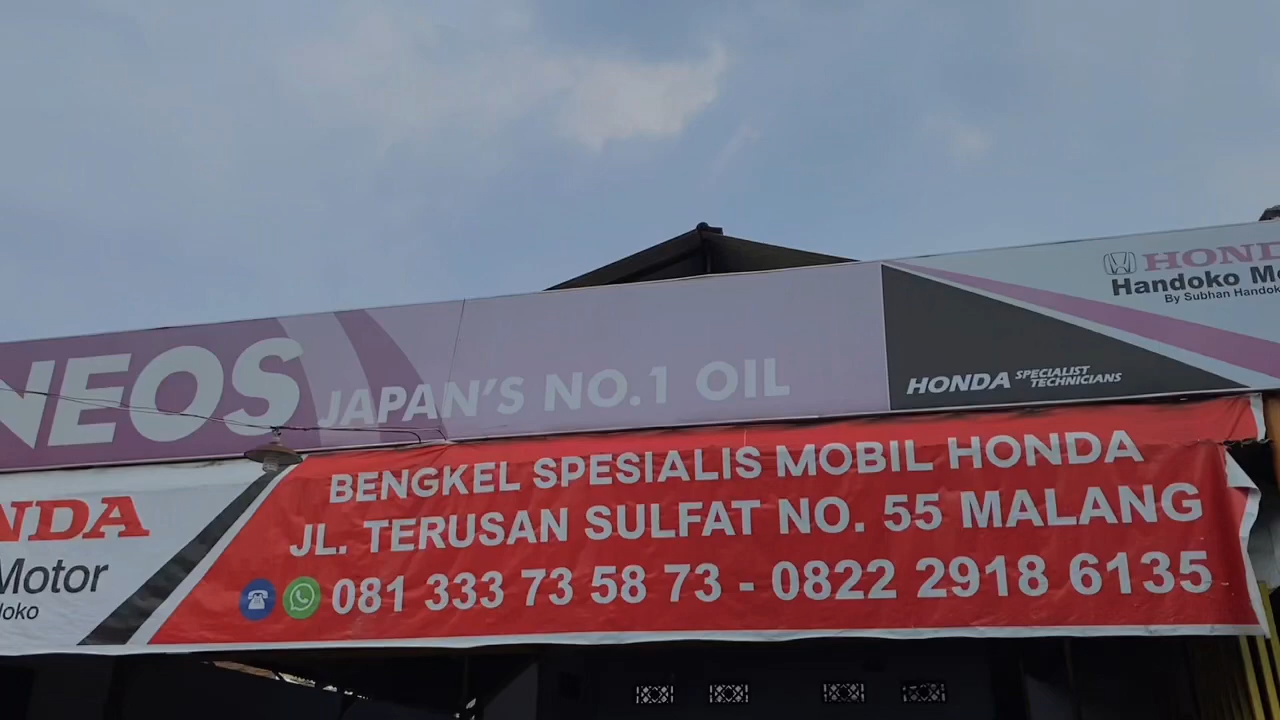 NEOS JAPAN'S NO.1 OIL
HONDA SPECIALIST TECHNICIANS
HOND
Handoko Mo
By Subhan Handok
NDA
Motor
doko
BENGKEL SPESIALIS MOBIL HONDA
JL. TERUSAN SULFAT NO. 55 MALANG
081 333 73 58 73 - 0822 2918 6135